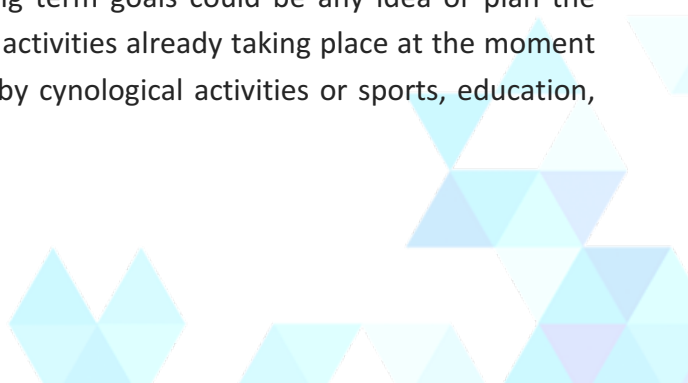 ng term goals could be any idea or plan the
activities already taking place at the moment
by cynological activities or sports, education,